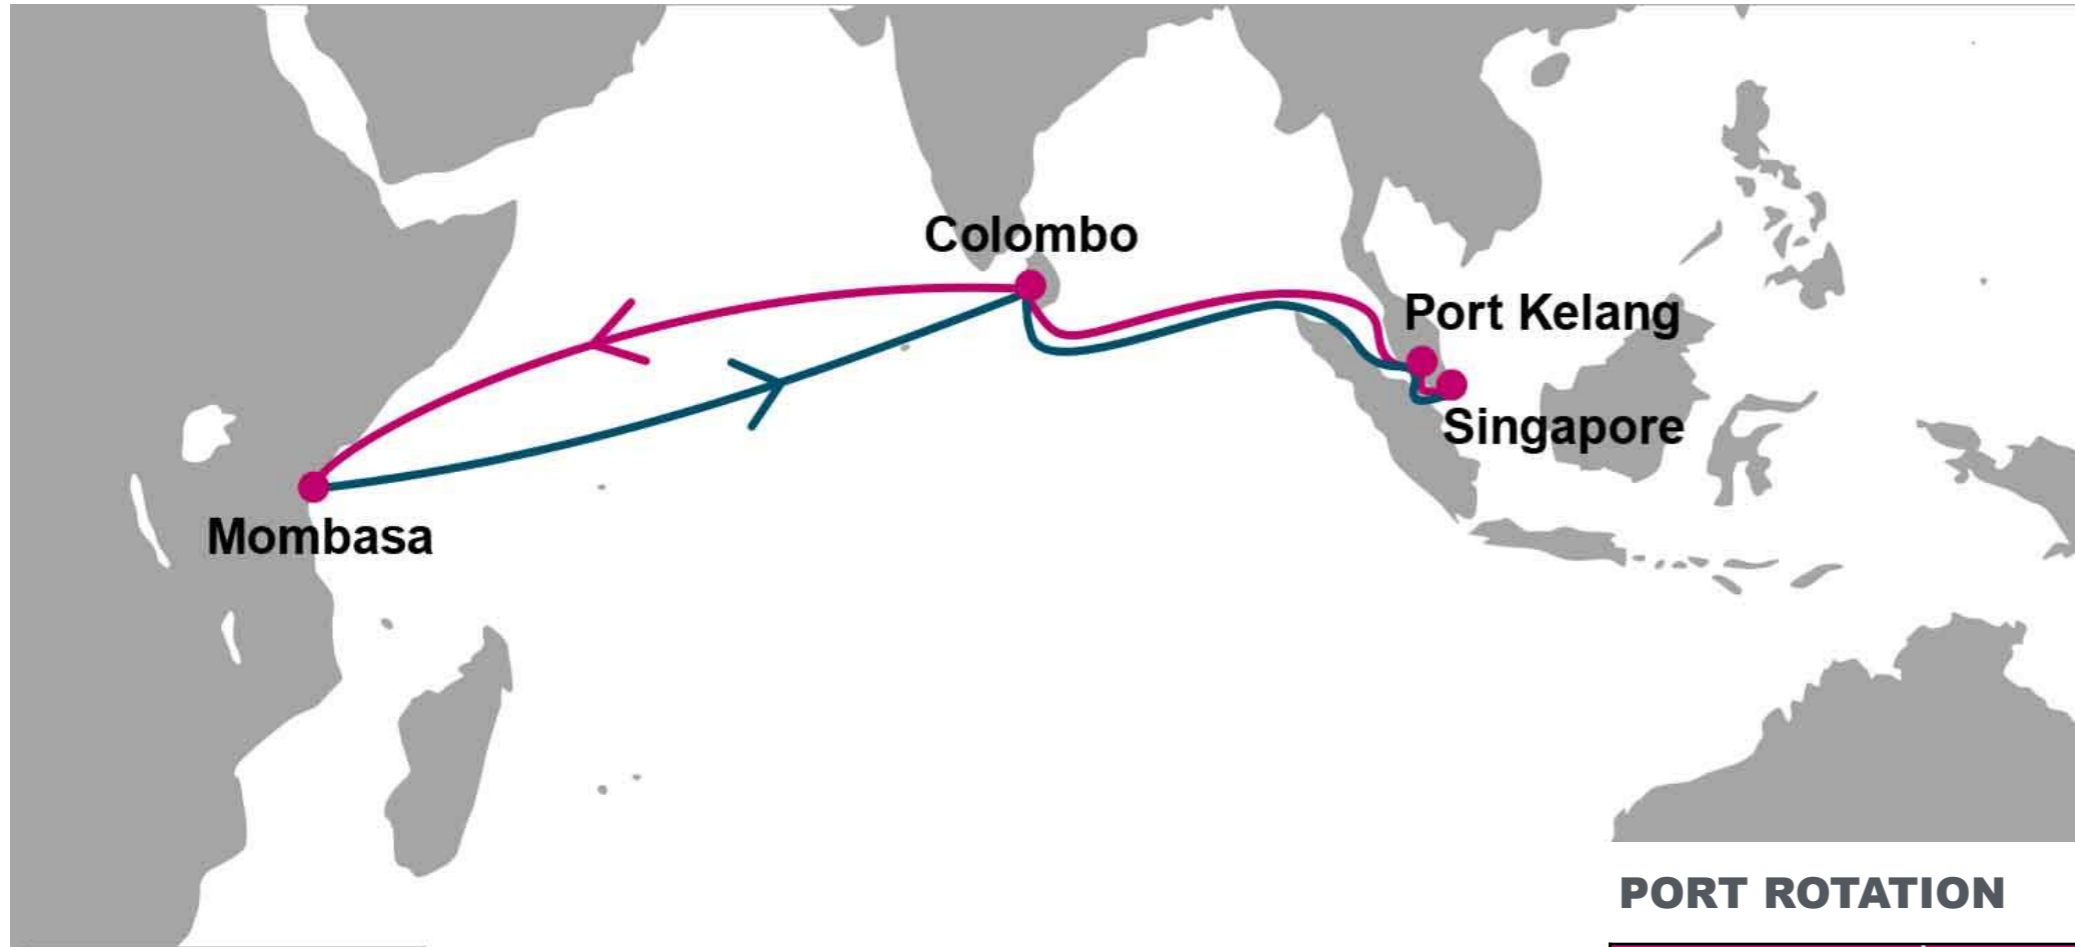 Colombo
Port Kelang
Singapore
Mombasa
PORT ROTATION